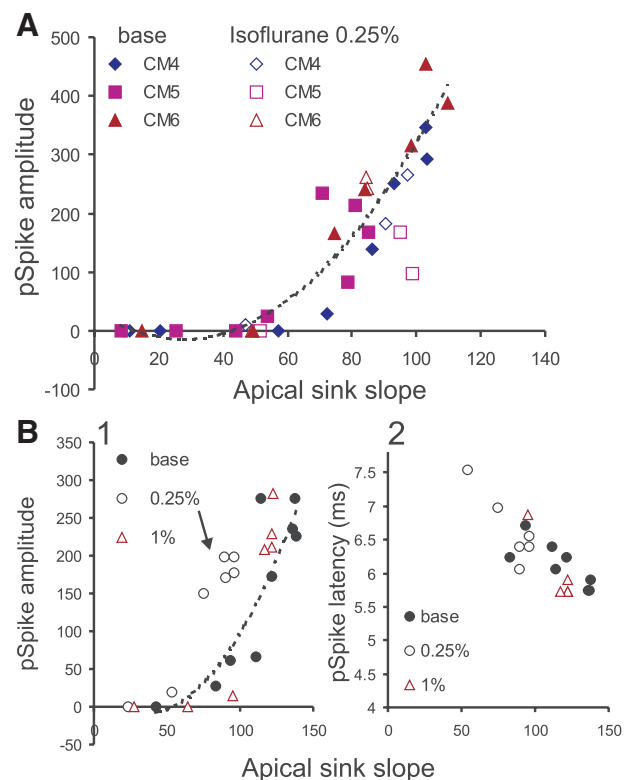 A
base Isoflurane 0.25%
CM4 CM4
CM5 CM5
CM6 CM6
pSpike amplitude
500
400
300
200
100
0
-100
0 20 40 60 80 100 120 140
Apical sink slope
B
1
base
0.25%
1%
pSpike amplitude
350
300
250
200
150
100
50
0
-50
0 50 100 150
2
pSpike latency (ms)
7.5
7
6.5
6
5.5
5
4.5
4
base
0.25%
1%
0 50 100 150
Apical sink slope